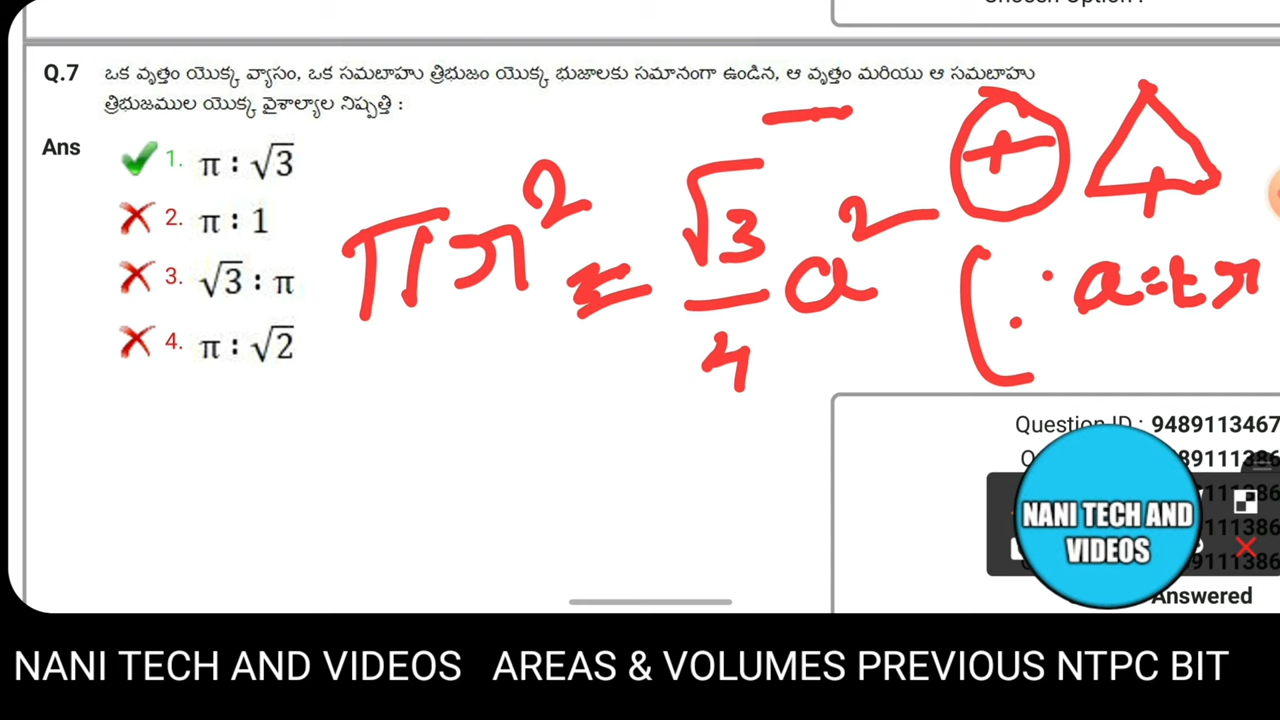 Q.7 ఒక వృత్తం యొక్క వ్యాసం, ఒక సమబాహు త్రిభుజం యొక్క భుజాలకు సమానంగా ఉండిన, ఆ వృత్తం మరియు ఆ సమబాహు
త్రిభుజముల యొక్క వైశాల్యాల నిష్పత్తి :
Ans
1. π : √3
2. π : 1
3. √3 : π
4. π : √2
πr² = √3/4 a²
Question ID : 9489113467
NANI TECH AND
VIDEOS
Answered
NANI TECH AND VIDEOS AREAS & VOLUMES PREVIOUS NTPC BIT